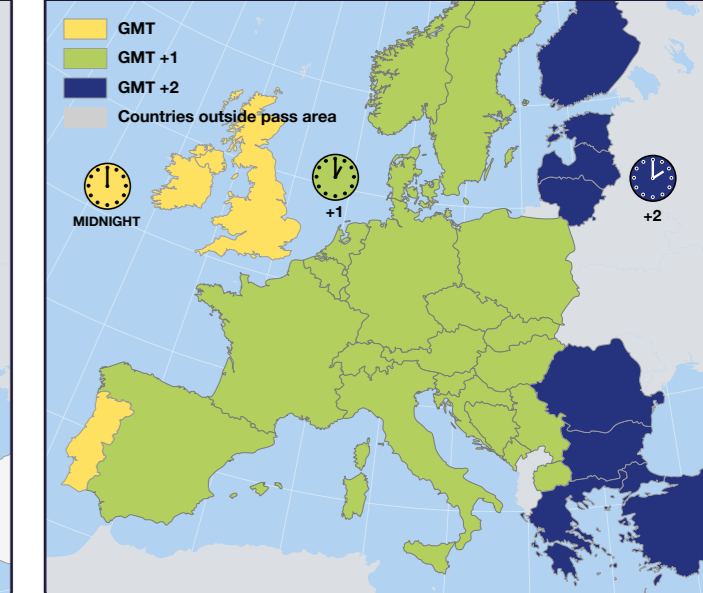 GMT
GMT +1
GMT +2
Countries outside pass area
MIDNIGHT
+1
+2